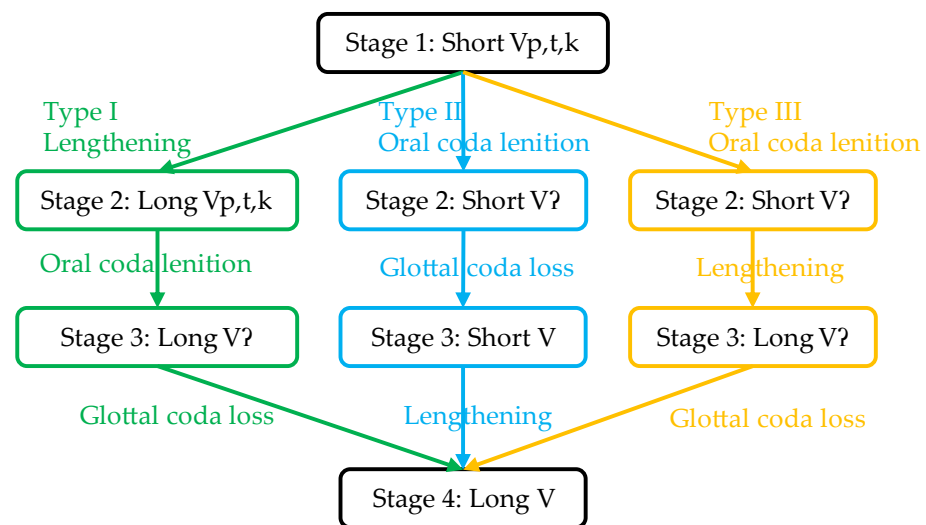 Stage 1: Short Vp,t,k
Type I
Lengthening
Type II
Oral coda lenition
Type III
Oral coda lenition
Stage 2: Long Vp,t,k
Stage 2: Short Vʔ
Stage 2: Short Vʔ
Oral coda lenition
Glottal coda loss
Lengthening
Stage 3: Long Vʔ
Stage 3: Short V
Stage 3: Long Vʔ
Glottal coda loss
Lengthening
Glottal coda loss
Stage 4: Long V